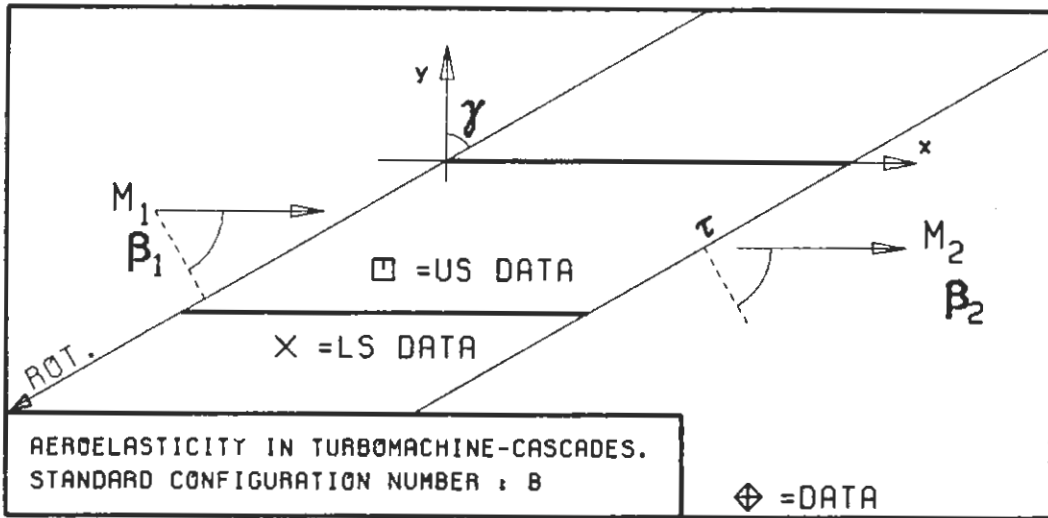 y
γ
x
M₁
β₁
τ
M₂
β₂
=US DATA
=LS DATA
ROT.
AEROELASTICITY IN TURBOMACHINE-CASCADES.
STANDARD CONFIGURATION NUMBER : 8
=DATA